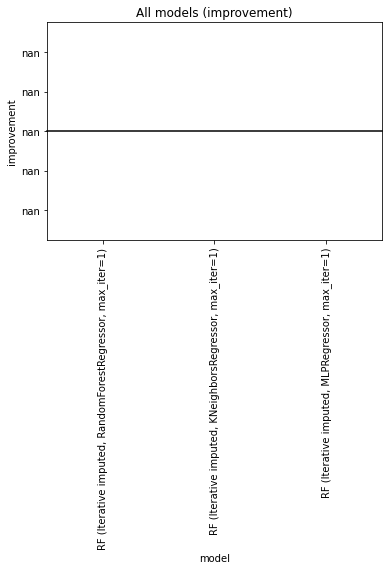 All models (improvement)
improvement
nan
nan
nan
nan
nan
RF (Iterative imputed, RandomForestRegressor, max_iter=1)
RF (Iterative imputed, KNeighborsRegressor, max_iter=1)
RF (Iterative imputed, MLPRegressor, max_iter=1)
model